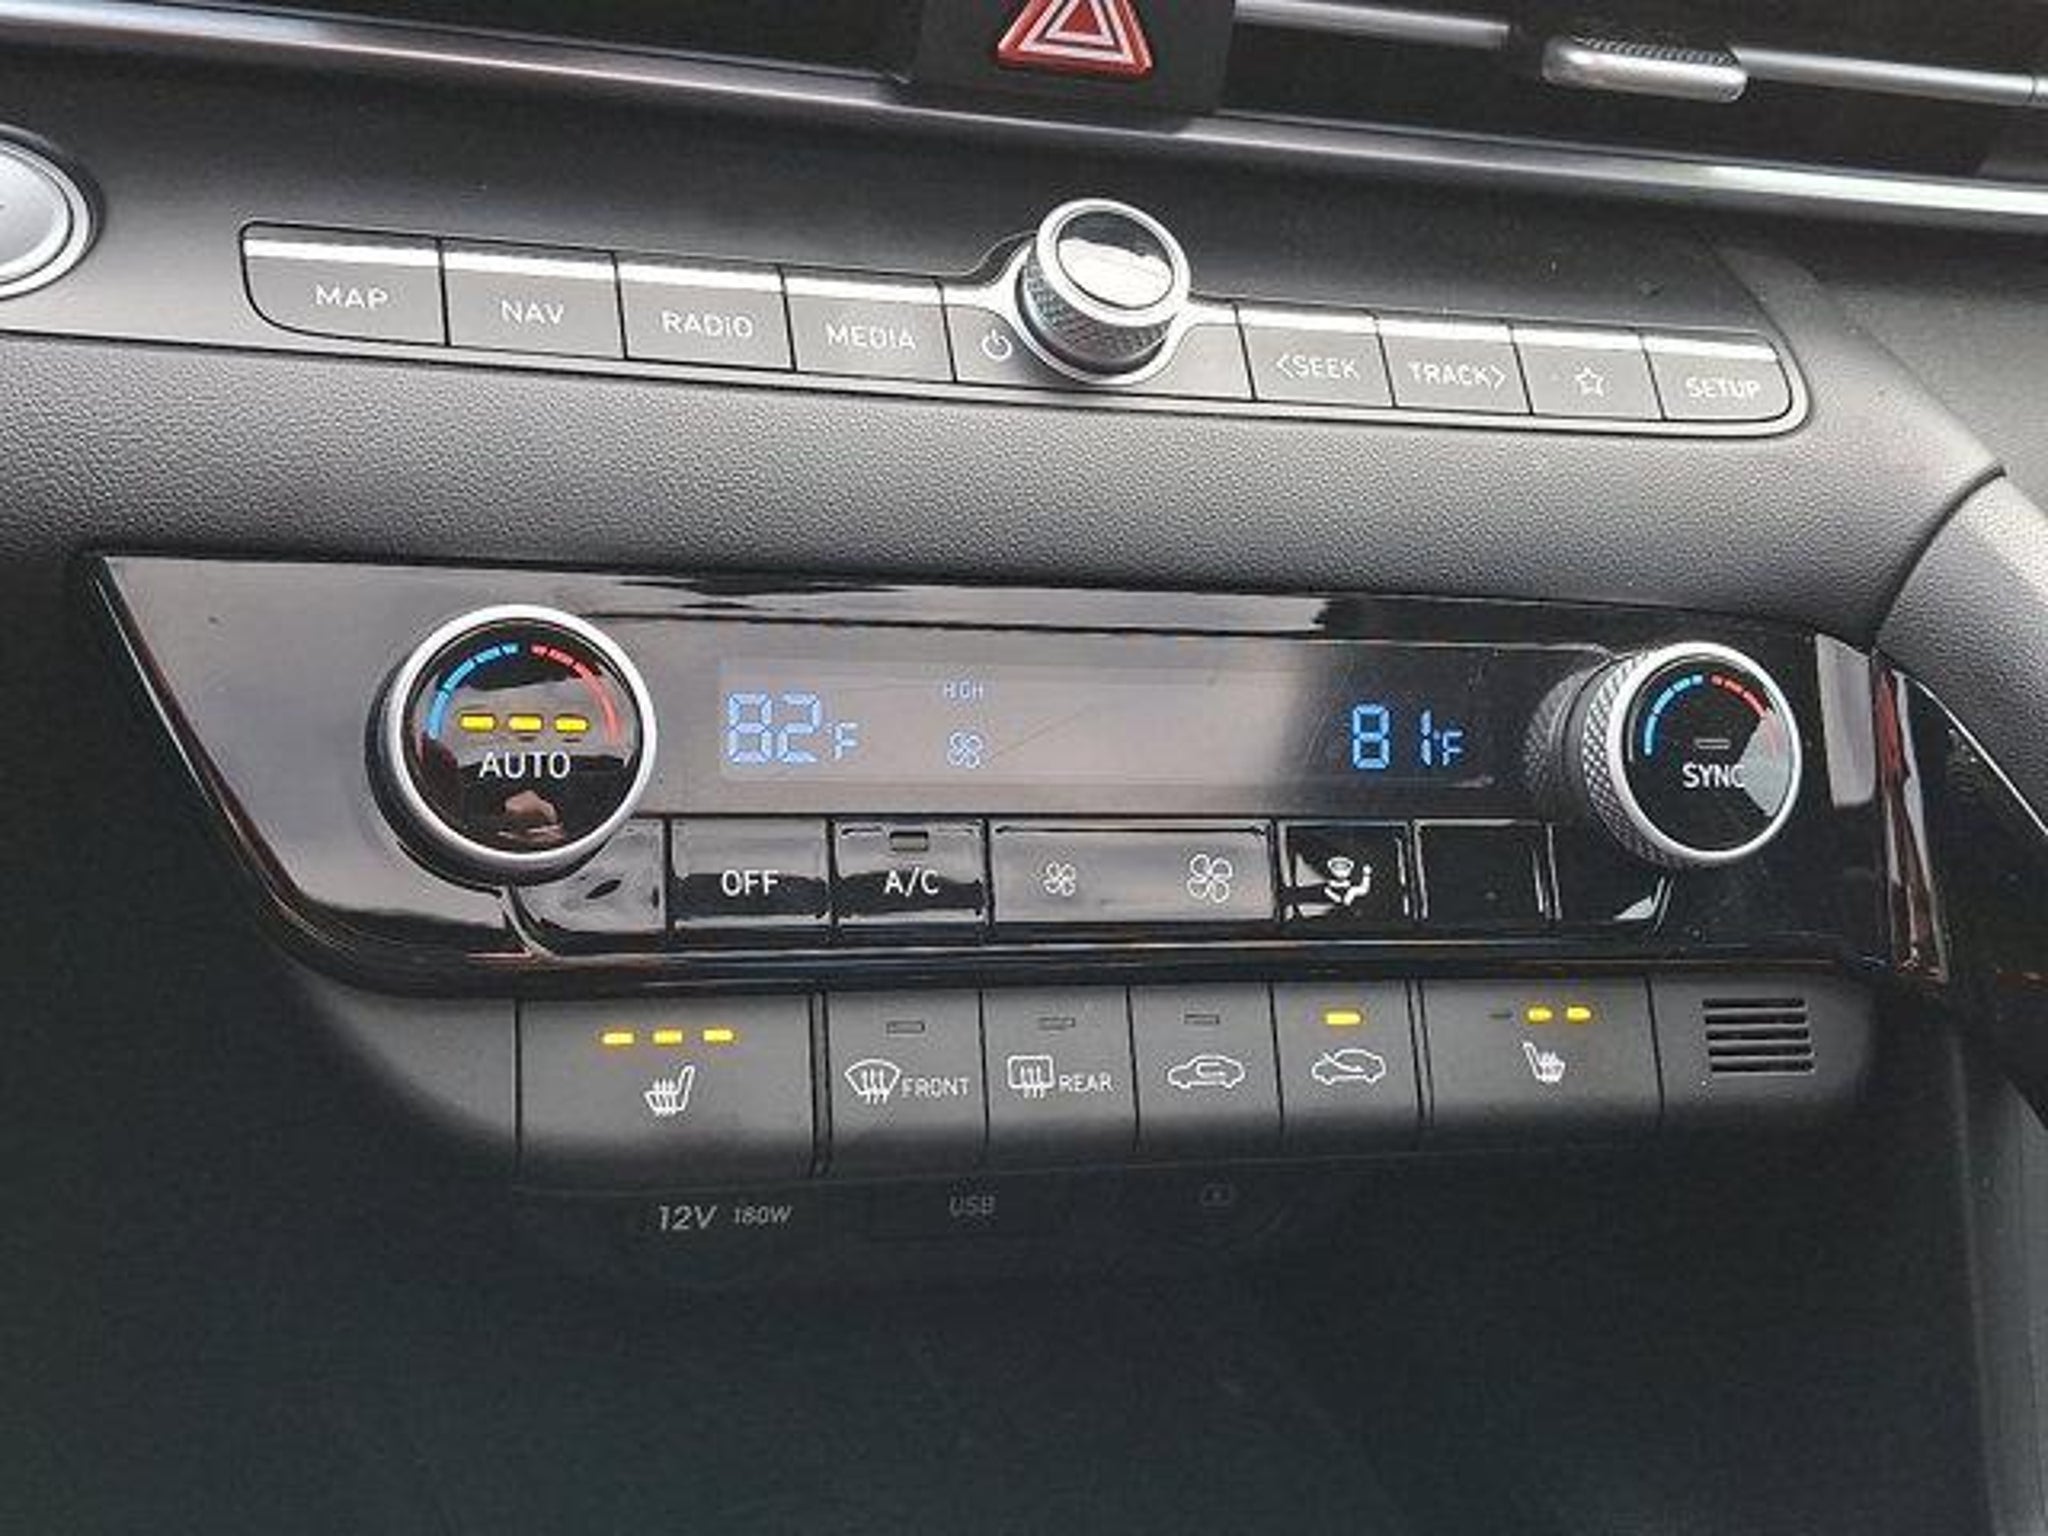 MAP NAV RADIO MEDIA <SEEK TRACK> SETUP
AUTO 82°F HIGH 81°F SYNC
OFF A/C
FRONT REAR
12V 180W USB